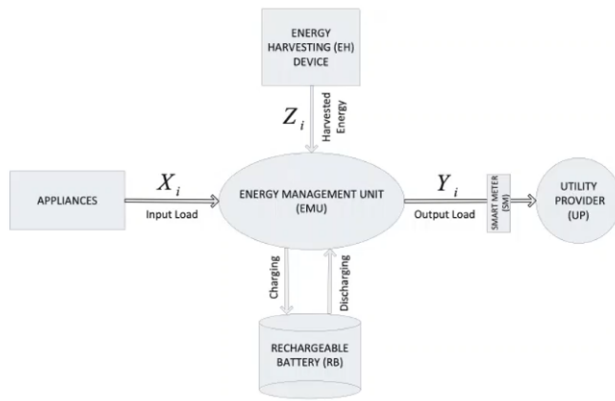 ENERGY
HARVESTING (EH)
DEVICE
Z i
Harvested
Energy
APPLIANCES
X i
Input Load
ENERGY MANAGEMENT UNIT
(EMU)
Y i
Output Load
SMART METER
(SM)
UTILITY
PROVIDER
(UP)
Charging
Discharging
RECHARGEABLE
BATTERY (RB)